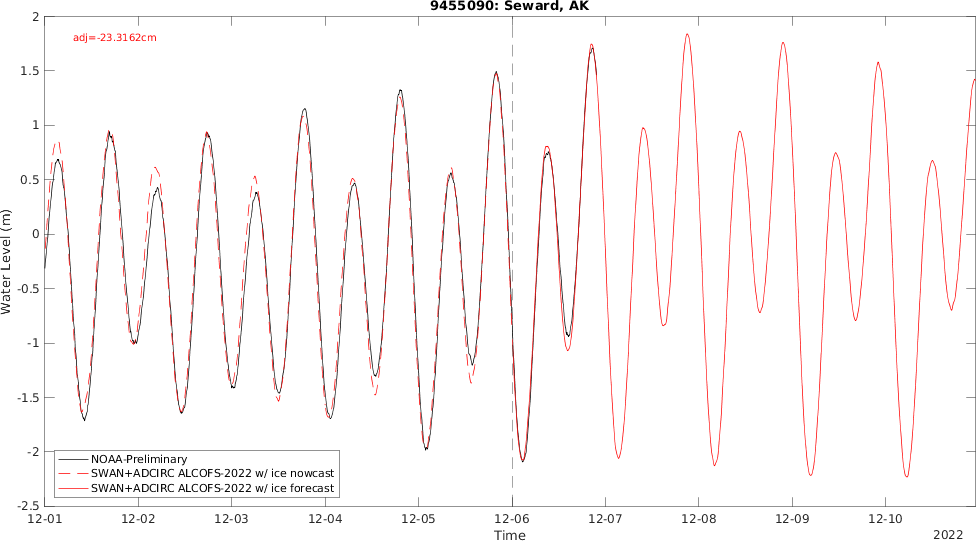 9455090: Seward, AK
adj=-23.3162cm
2
1.5
1
0.5
0
-0.5
-1
-1.5
-2
-2.5
Water Level (m)
NOAA-Preliminary
SWAN+ADCIRC ALCOFS-2022 w/ ice nowcast
SWAN+ADCIRC ALCOFS-2022 w/ ice forecast
12-01 12-02 12-03 12-04 12-05 12-06 12-07 12-08 12-09 12-10
Time
2022